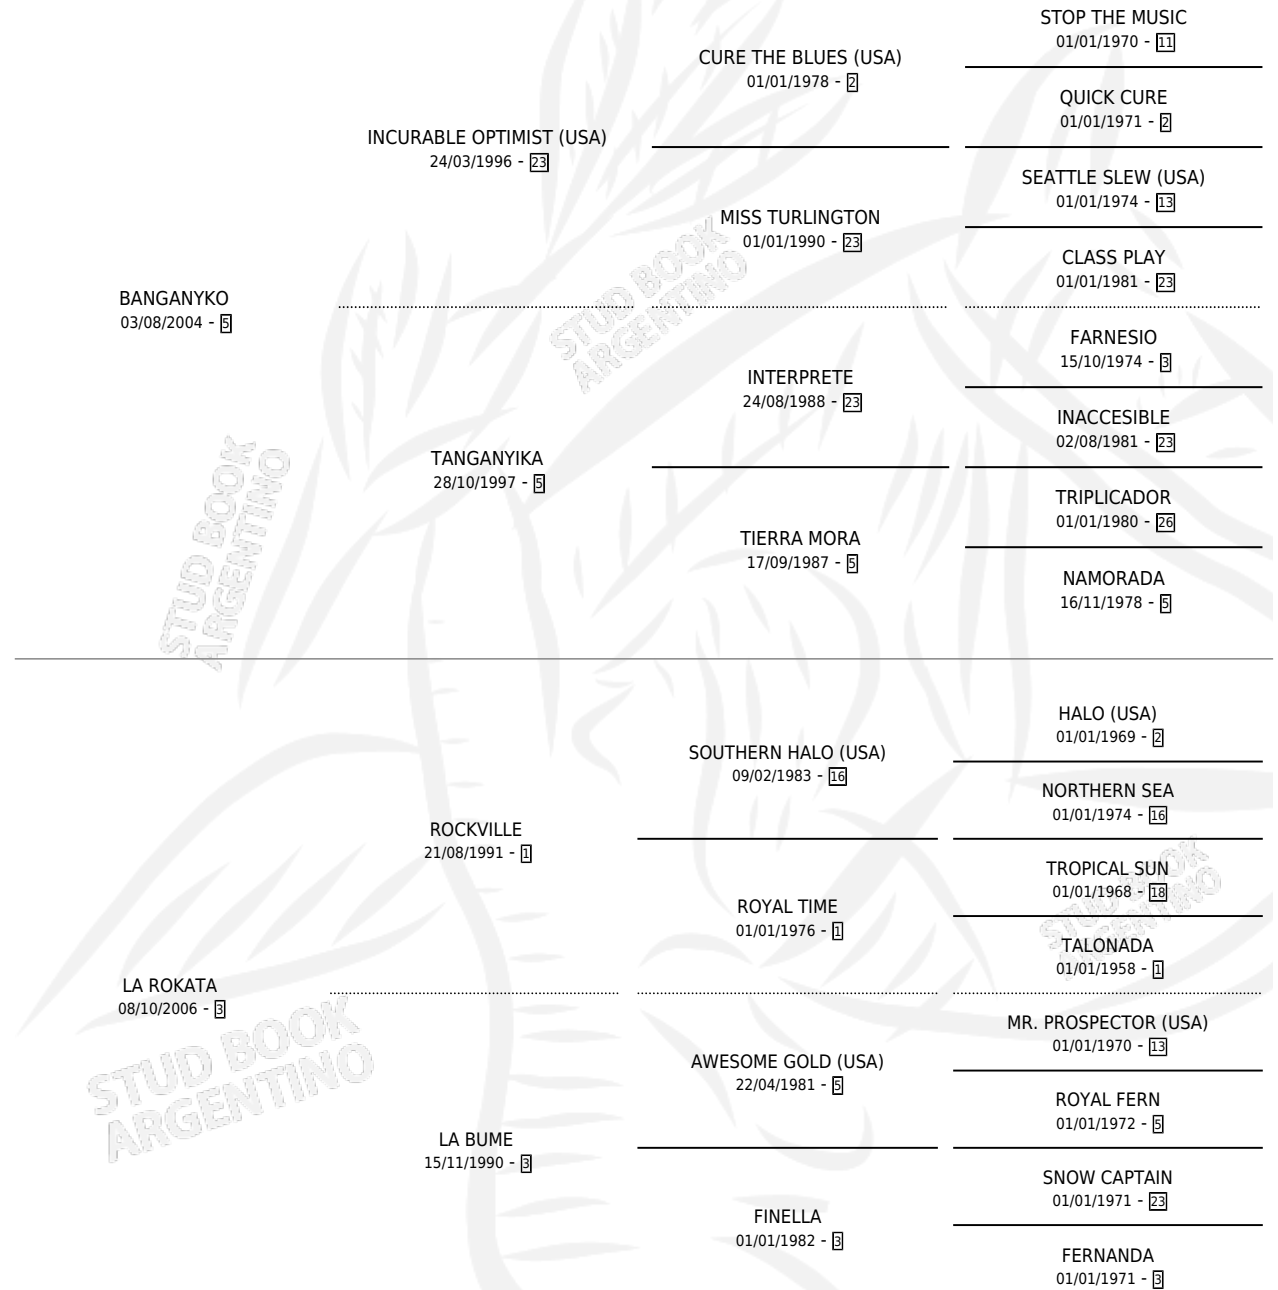 STOP THE MUSIC
01/01/1970 - 11
CURE THE BLUES (USA)
01/01/1978 - 2
QUICK CURE
01/01/1971 - 2
INCURABLE OPTIMIST (USA)
24/03/1996 - 23
SEATTLE SLEW (USA)
01/01/1974 - 13
MISS TURLINGTON
01/01/1990 - 23
CLASS PLAY
01/01/1981 - 23
BANGANYKO
03/08/2004 - 5
STUD BOOK
ARGENTINO
FARNESIO
15/10/1974 - 3
INTERPRETE
24/08/1988 - 23
INACCESIBLE
02/08/1981 - 23
TANGANYIKA
28/10/1997 - 5
TRIPLICADOR
01/01/1980 - 26
TIERRA MORA
17/09/1987 - 5
NAMORADA
16/11/1978 - 5
STUD BOOK
ARGENTINO
HALO (USA)
01/01/1969 - 2
SOUTHERN HALO (USA)
09/02/1983 - 16
NORTHERN SEA
01/01/1974 - 16
ROCKVILLE
21/08/1991 - 1
TROPICAL SUN
01/01/1968 - 18
ROYAL TIME
01/01/1976 - 1
STUD BOOK
ARGENTINO
TALONADA
01/01/1958 - 1
LA ROKATA
08/10/2006 - 3
STUD BOOK
ARGENTINO
MR. PROSPECTOR (USA)
01/01/1970 - 13
AWESOME GOLD (USA)
22/04/1981 - 5
ROYAL FERN
01/01/1972 - 5
LA BUME
15/11/1990 - 3
SNOW CAPTAIN
01/01/1971 - 23
FINELLA
01/01/1982 - 3
FERNANDA
01/01/1971 - 3